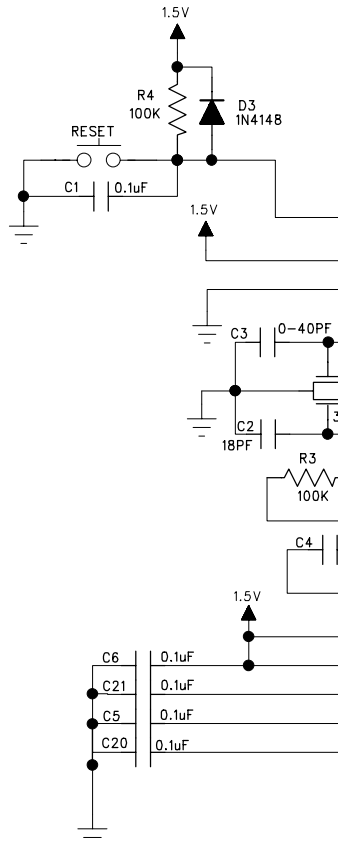 1.5V
R4
100K
D3
1N4148
RESET
C1 0.1uF
1.5V
C3 0-40PF
C2
18PF
3
R3
100K
C4
1.5V
C6 0.1uF
C21 0.1uF
C5 0.1uF
C20 0.1uF